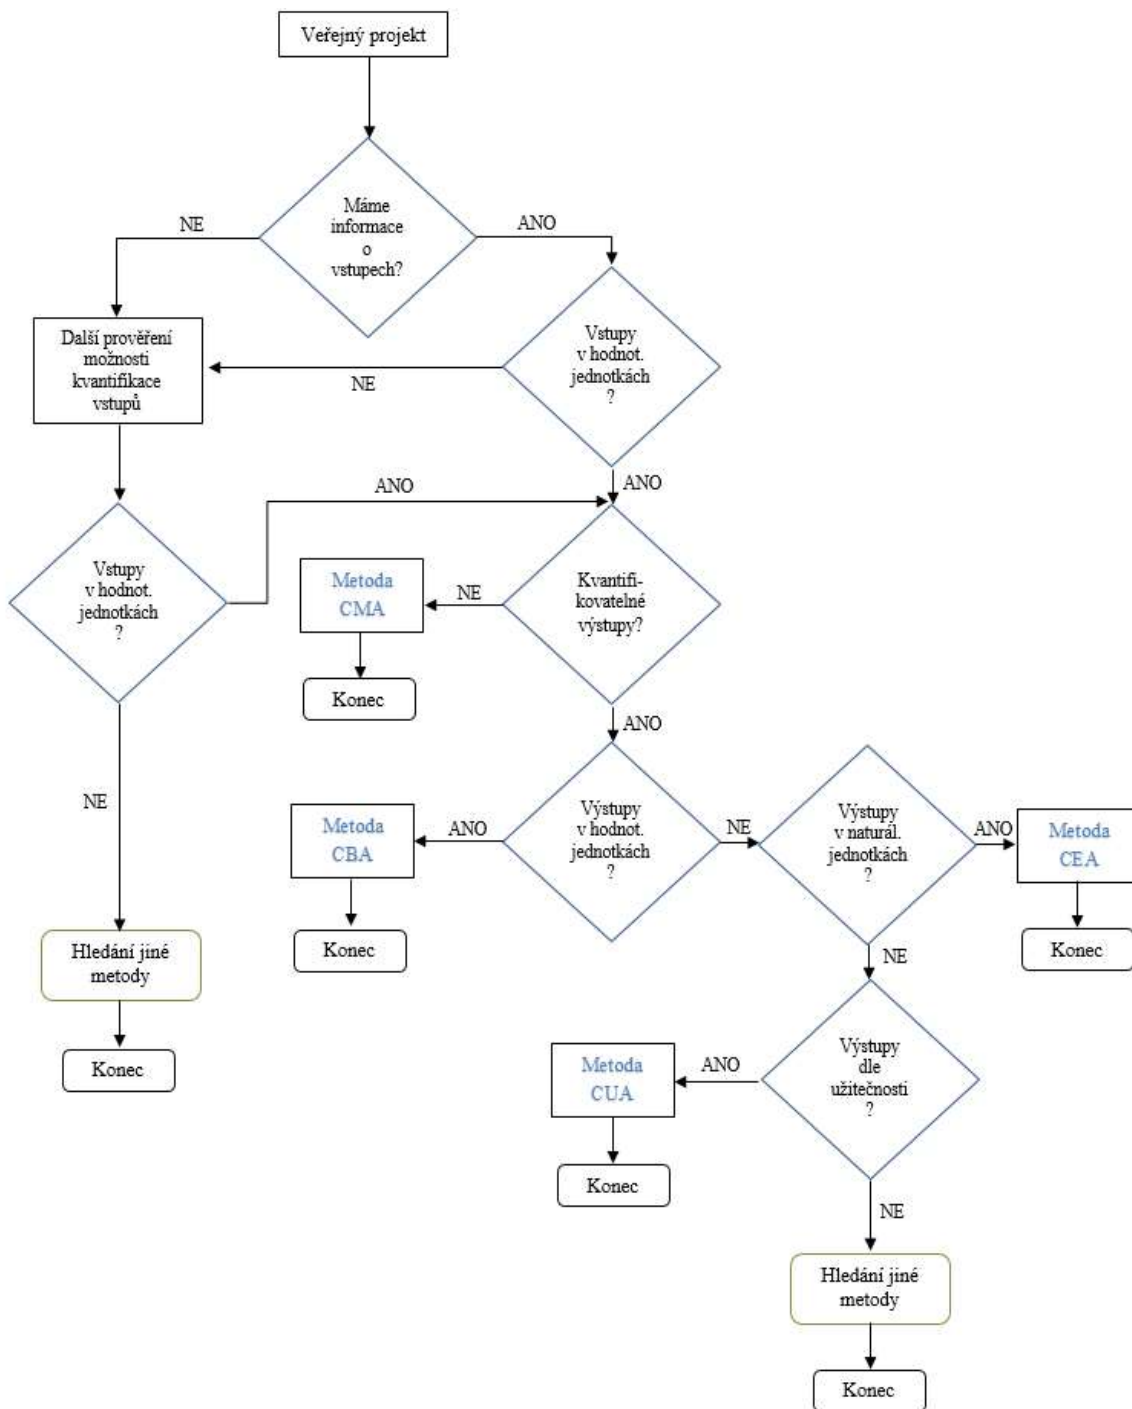 Veřejný projekt
Máme
informace
o
vstupech?
NE
ANO
Další prověření
možnosti
kvantifikace
vstupů
NE
Vstupy
v hodnot.
jednotkách
?
ANO
ANO
Vstupy
v hodnot.
jednotkách
?
Metoda
CMA
NE
Kvantifi-
kovatelné
výstupy?
Konec
ANO
NE
Metoda
CBA
ANO
Výstupy
v hodnot.
jednotkách
?
NE
Výstupy
v naturál.
jednotkách
?
ANO
Metoda
CEA
Konec
Konec
NE
Hledání jiné
metody
Konec
Metoda
CUA
ANO
Výstupy
dle
užitečnosti
?
Konec
NE
Hledání jiné
metody
Konec